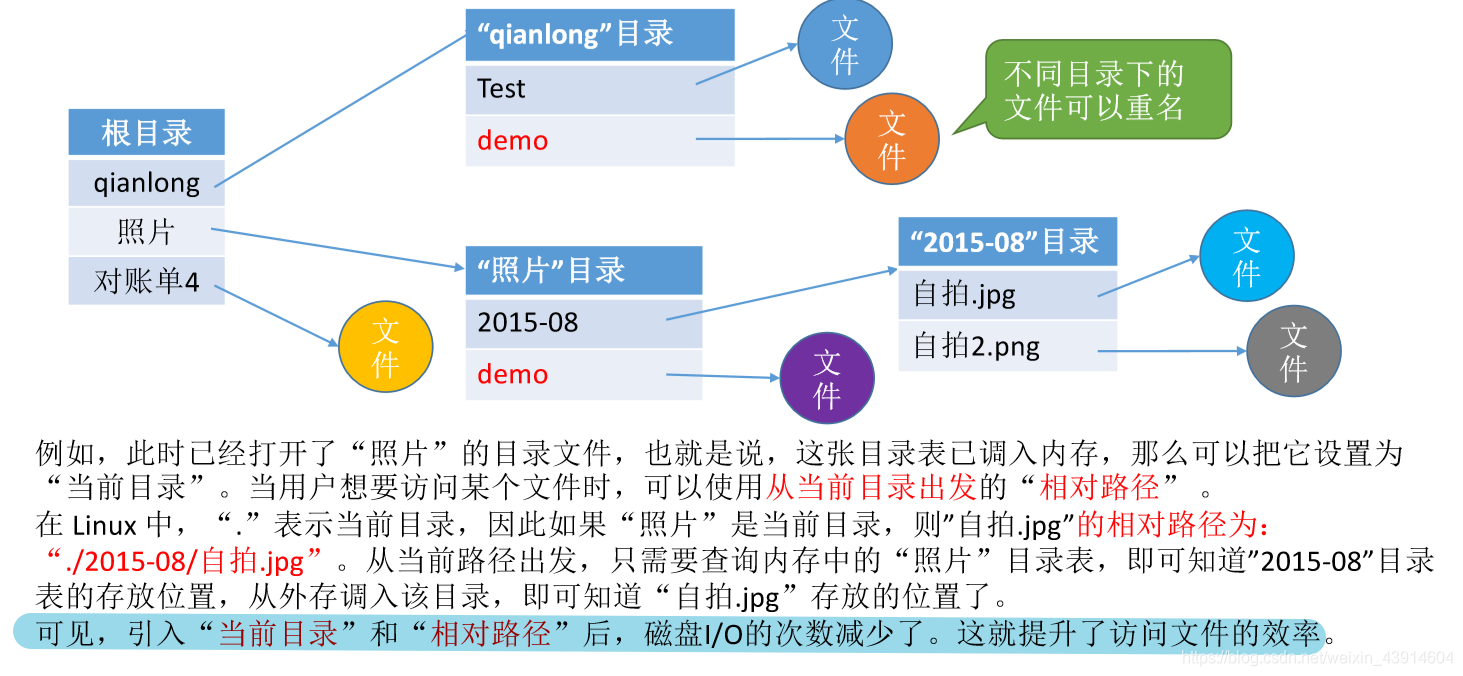 “qianlong”目录
Test
demo
文件
文件
不同目录下的
文件可以重名
根目录
qianlong
照片
对账单4
文件
“照片”目录
2015-08
demo
文件
“2015-08”目录
自拍.jpg
自拍2.png
文件
文件
例如，此时已经打开了“照片”的目录文件，也就是说，这张目录表已调入内存，那么可以把它设置为
“当前目录”。当用户想要访问某个文件时，可以使用从当前目录出发的“相对路径” 。
在 Linux 中，“.”表示当前目录，因此如果“照片”是当前目录，则”自拍.jpg”的相对路径为：
“./2015-08/自拍.jpg”。从当前路径出发，只需要查询内存中的“照片”目录表，即可知道”2015-08”目录
表的存放位置，从外存调入该目录，即可知道“自拍.jpg”存放的位置了。
可见，引入“当前目录”和“相对路径”后，磁盘I/O的次数减少了。这就提升了访问文件的效率。
https://blog.csdn.net/weixin_43914604